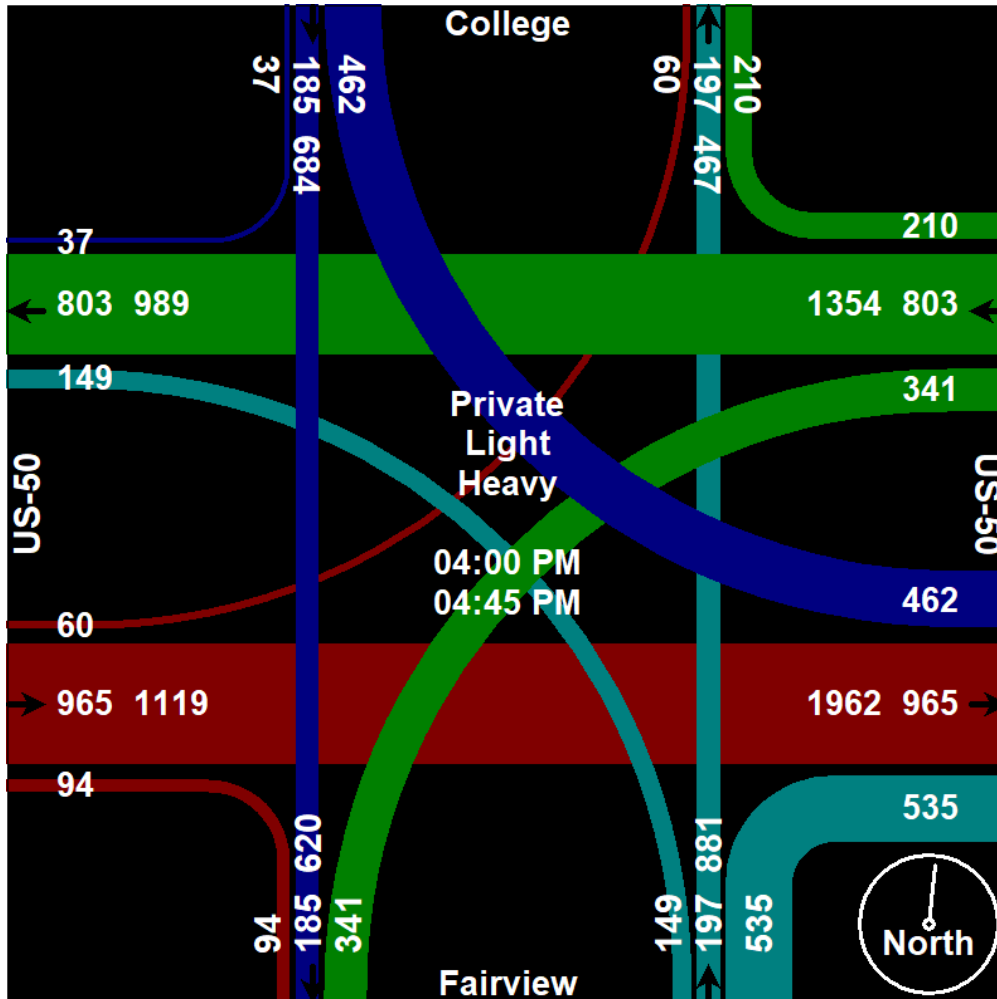 College
37
185 684
462
60
197 467
210
37
210
803 989
1354 803
149
341
Private
Light
Heavy
US-50
US-50
04:00 PM
04:45 PM
60
462
965 1119
1962 965
94
535
94
185 620
341
149
197 881
535
North
Fairview